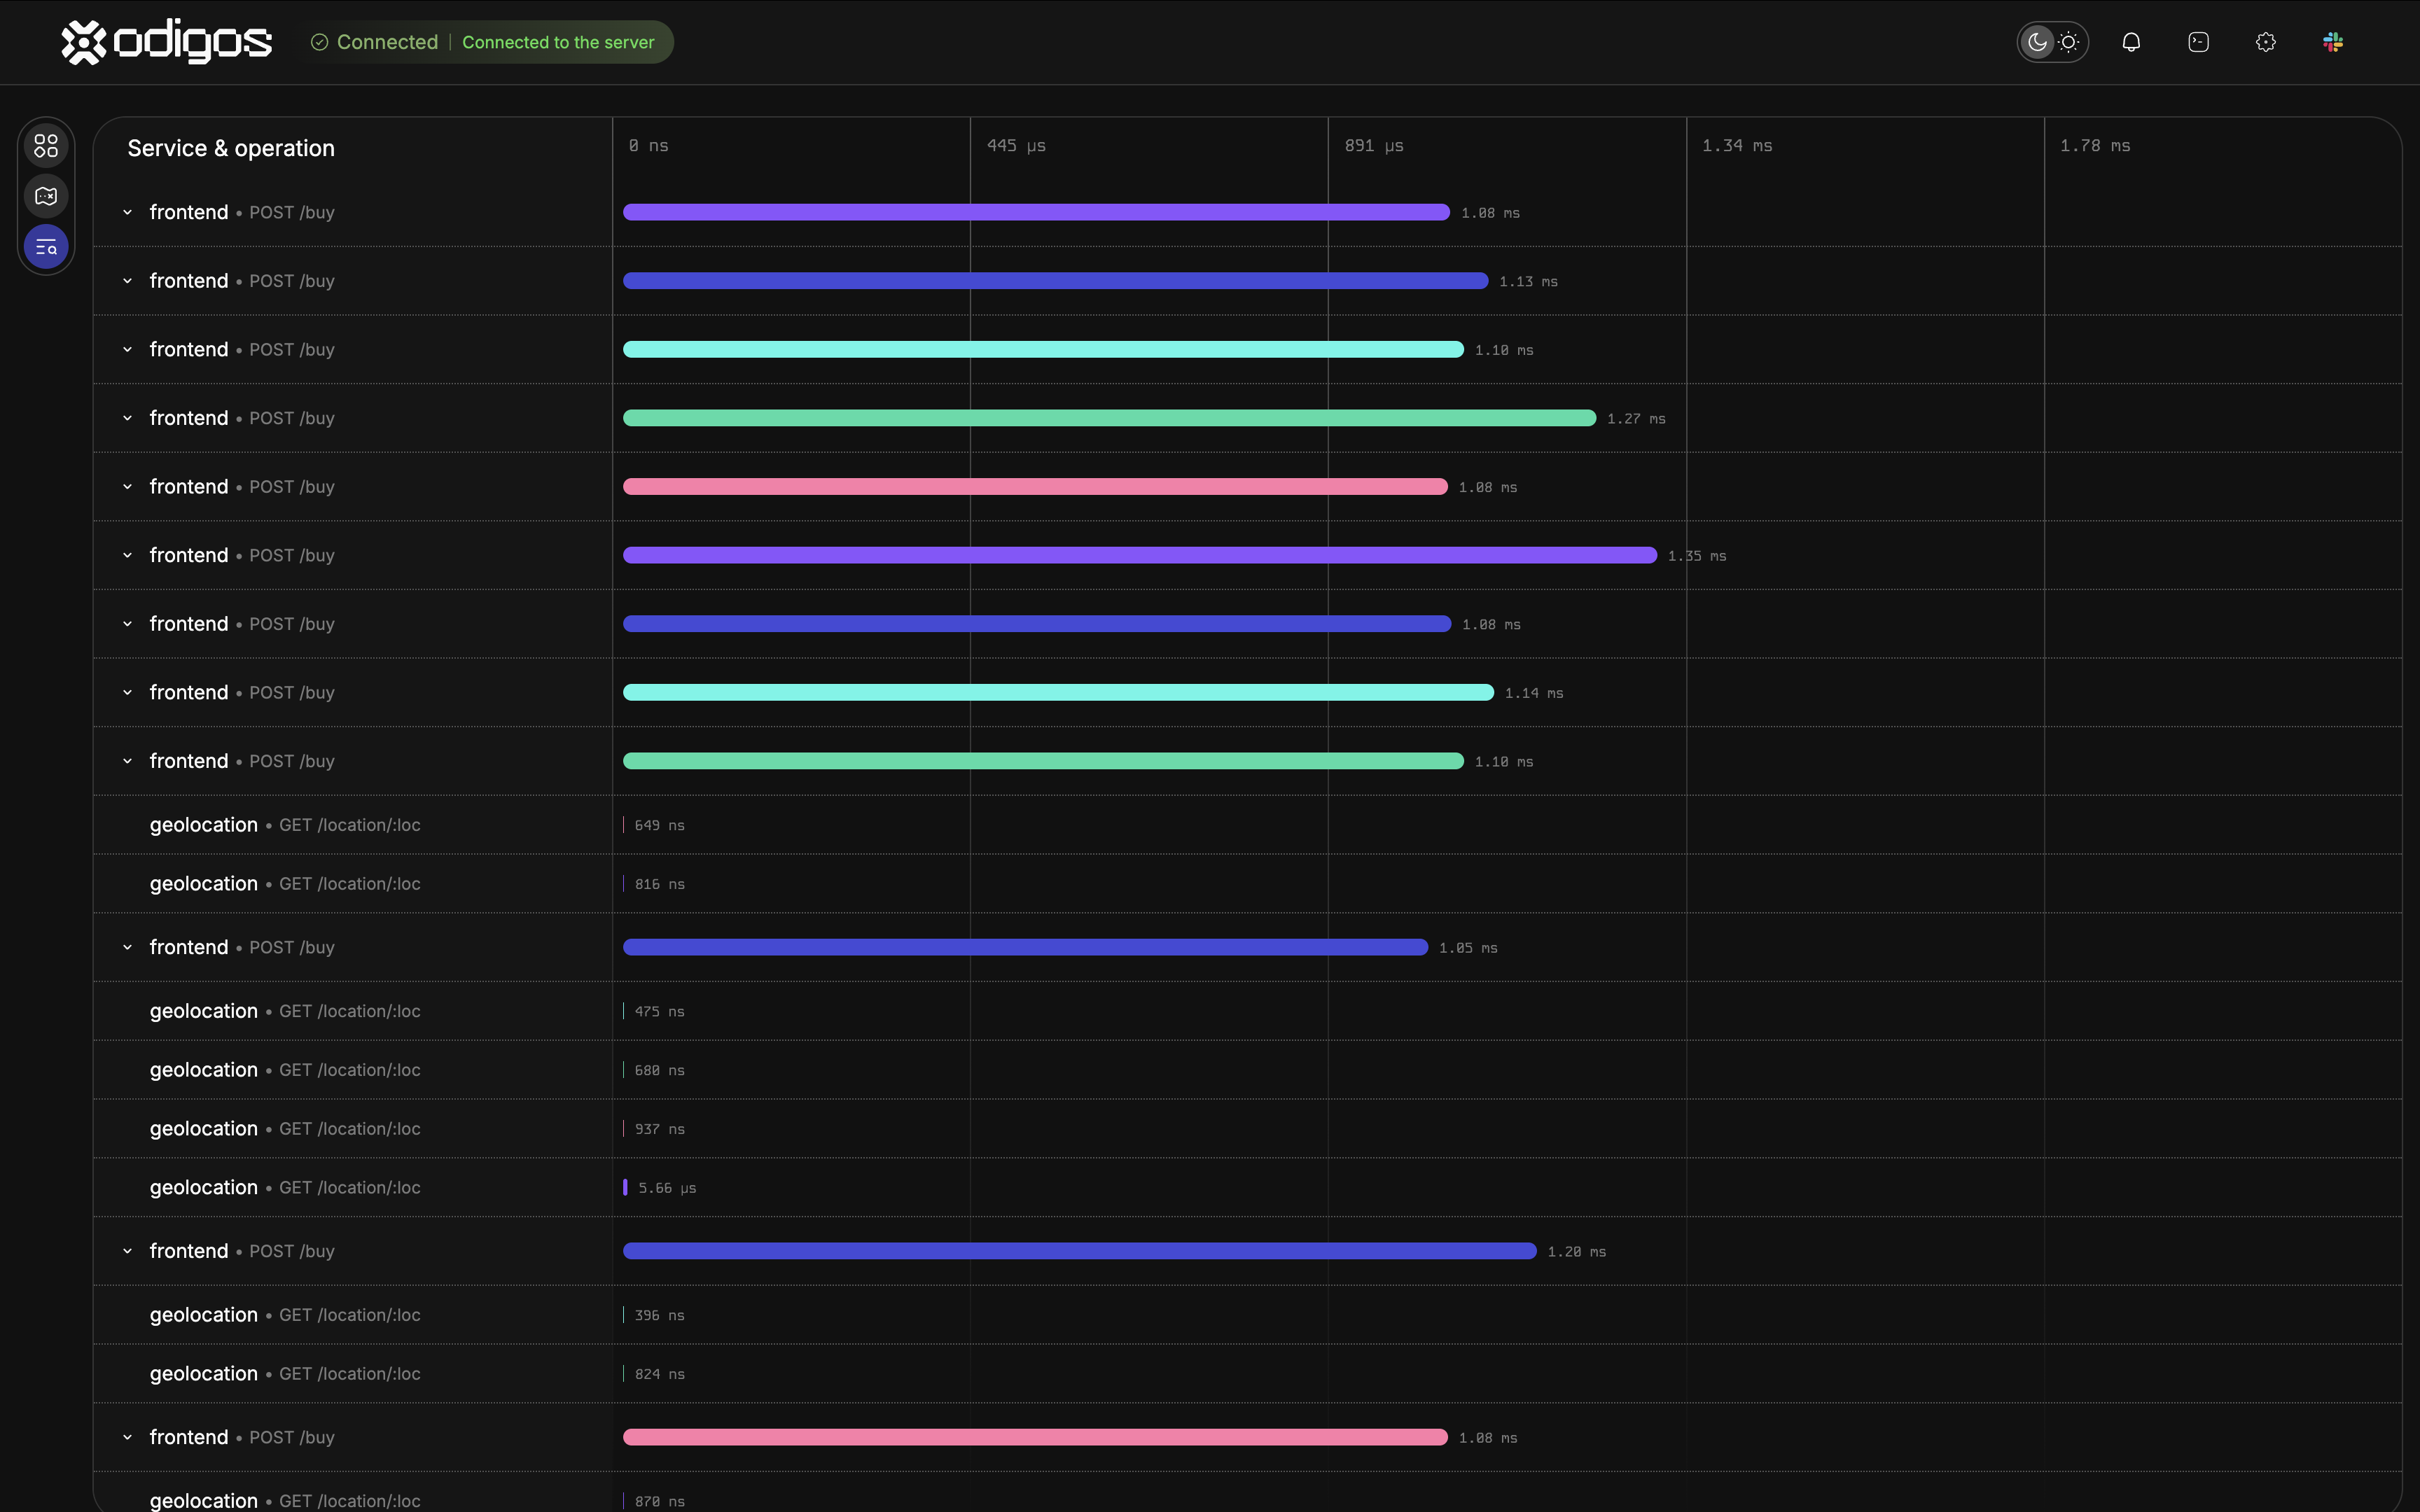 odigos Connected | Connected to the server
Service & operation 0 ns 445 µs 891 µs 1.34 ms 1.78 ms
frontend • POST /buy 1.08 ms
frontend • POST /buy 1.13 ms
frontend • POST /buy 1.10 ms
frontend • POST /buy 1.27 ms
frontend • POST /buy 1.08 ms
frontend • POST /buy 1.35 ms
frontend • POST /buy 1.08 ms
frontend • POST /buy 1.14 ms
frontend • POST /buy 1.10 ms
geolocation • GET /location/:loc 649 ns
geolocation • GET /location/:loc 816 ns
frontend • POST /buy 1.05 ms
geolocation • GET /location/:loc 475 ns
geolocation • GET /location/:loc 680 ns
geolocation • GET /location/:loc 937 ns
geolocation • GET /location/:loc 5.66 µs
frontend • POST /buy 1.20 ms
geolocation • GET /location/:loc 396 ns
geolocation • GET /location/:loc 824 ns
frontend • POST /buy 1.08 ms
geolocation • GET /location/:loc 870 ns